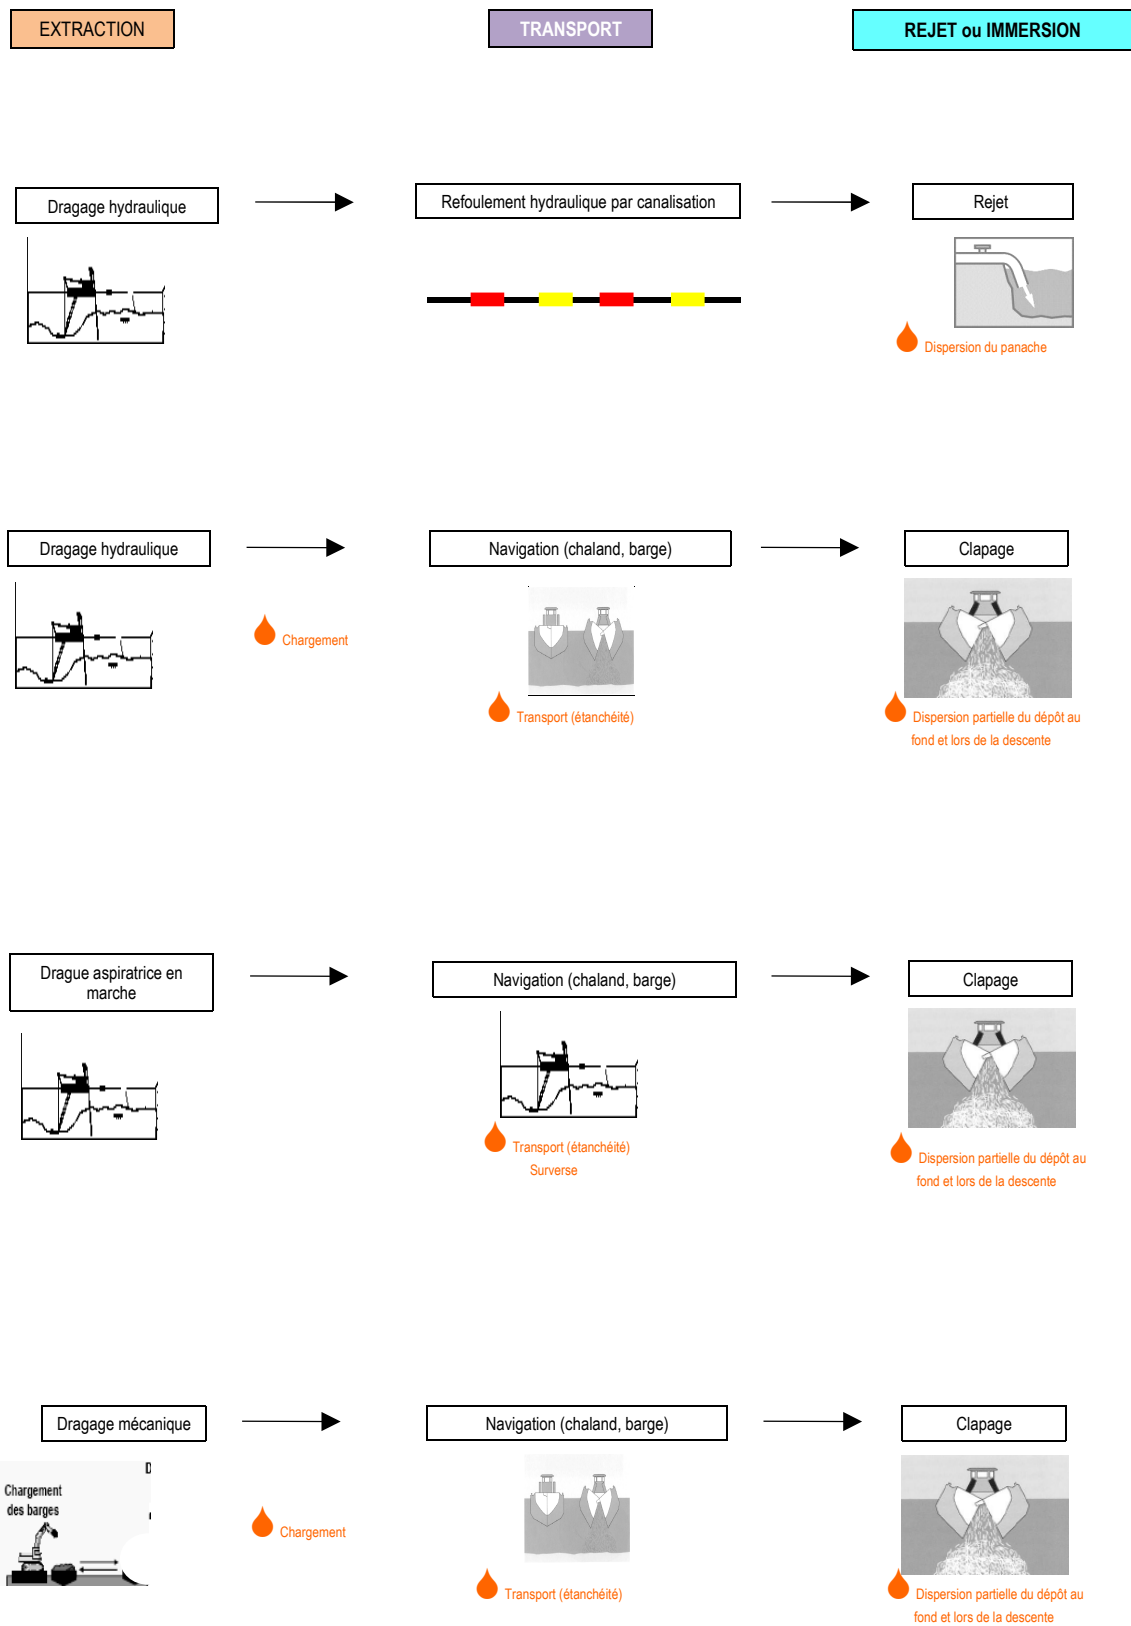 EXTRACTION
TRANSPORT
REJET ou IMMERSION
Dragage hydraulique
Refoulement hydraulique par canalisation
Rejet
Dispersion du panache
Dragage hydraulique
Navigation (chaland, barge)
Clapage
Chargement
Transport (étanchéité)
Dispersion partielle du dépôt au
fond et lors de la descente
Drague aspiratrice en
marche
Navigation (chaland, barge)
Clapage
Transport (étanchéité)
Surverse
Dispersion partielle du dépôt au
fond et lors de la descente
Dragage mécanique
Navigation (chaland, barge)
Clapage
Chargement
des barges
Chargement
Transport (étanchéité)
Dispersion partielle du dépôt au
fond et lors de la descente